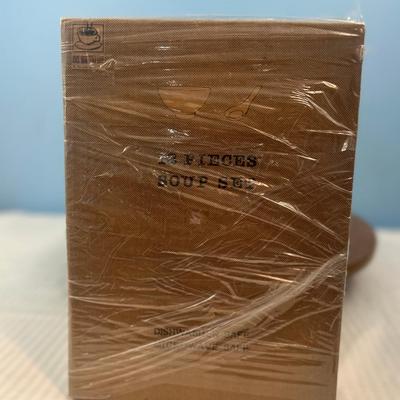 PIECES
SOUP SET
DISHWASHER SAFE
MICROWAVE SAFE